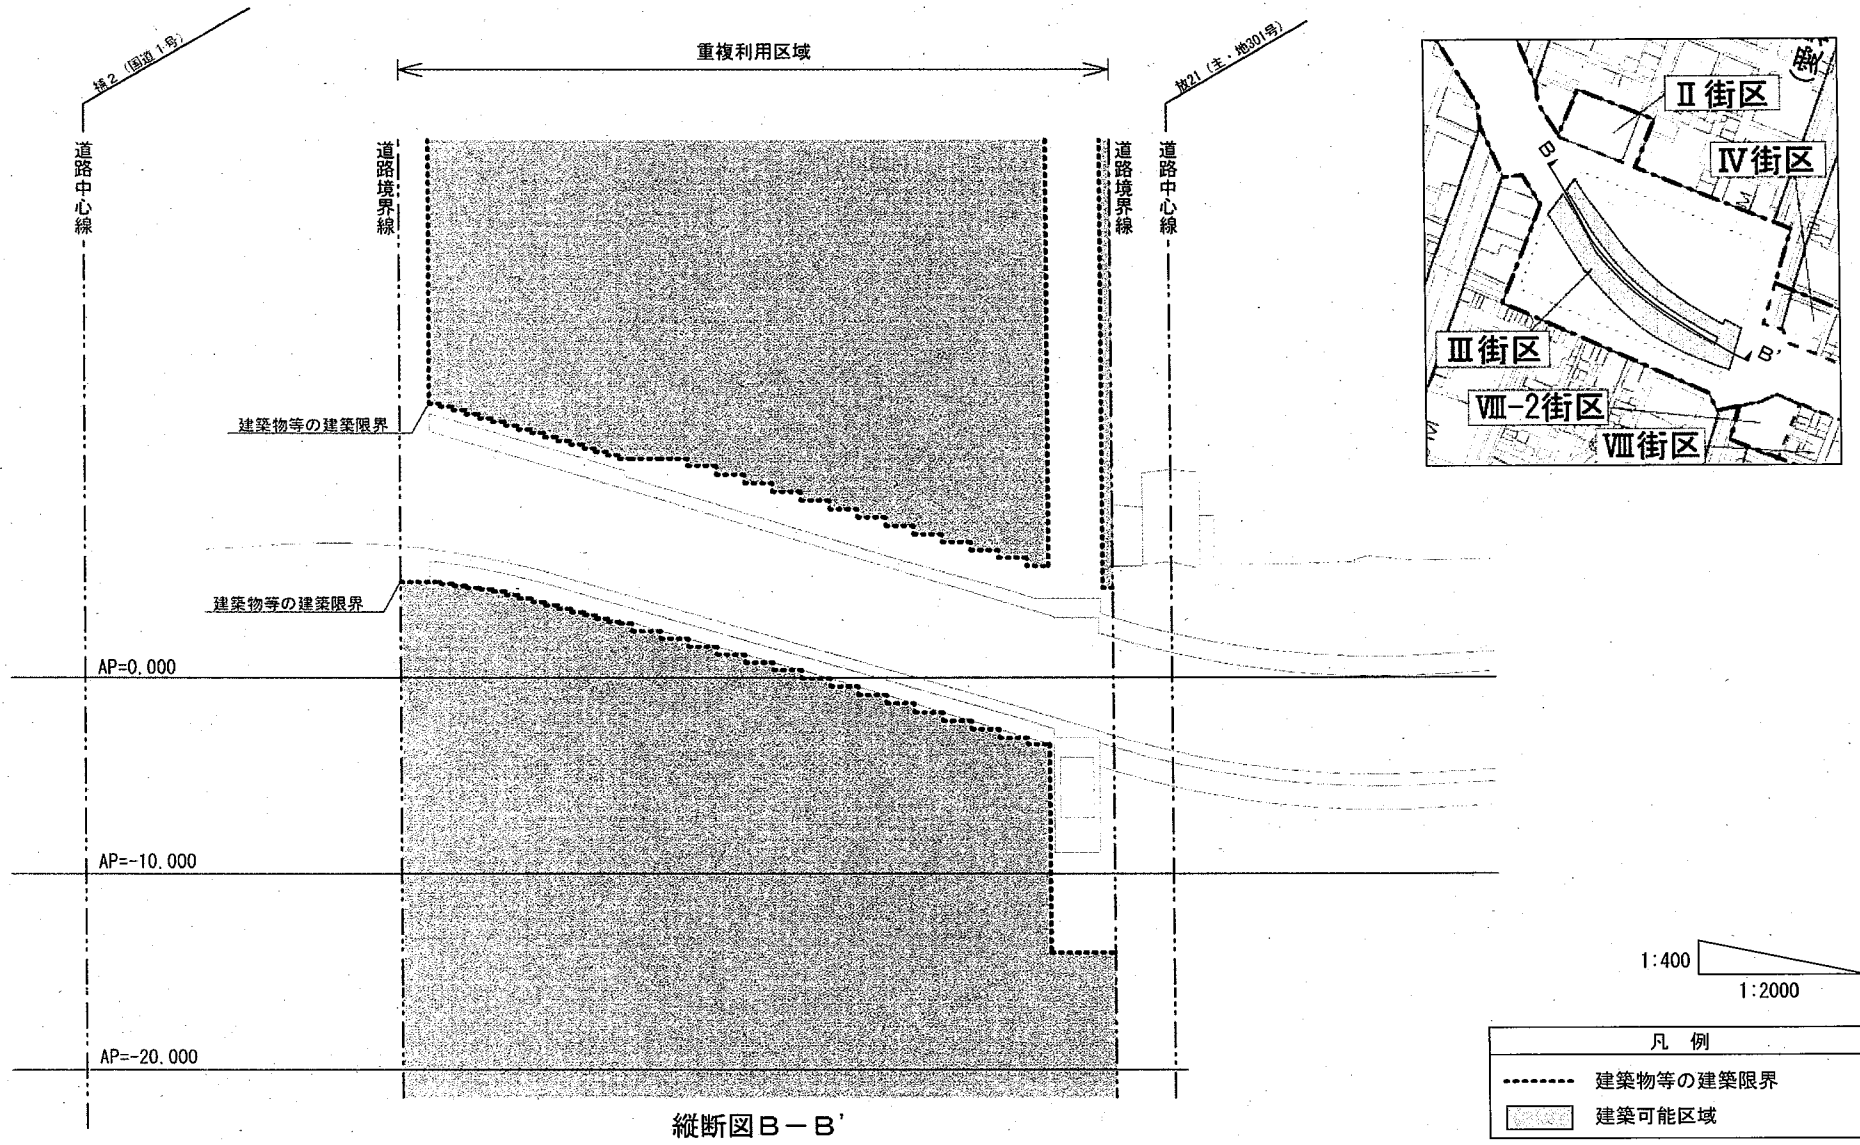 補2 (国道1号)
重複利用区域
放21 (主・地301号)
道路中心線
道路境界線
道路境界線
道路中心線
建築物等の建築限界
建築物等の建築限界
AP=0.000
AP=-10.000
AP=-20.000
縦断図B-B'
Ⅱ街区
Ⅳ街区
B
Ⅲ街区
B'
Ⅷ-2街区
Ⅷ街区
1:400
1:2000
凡 例
建築物等の建築限界
建築可能区域